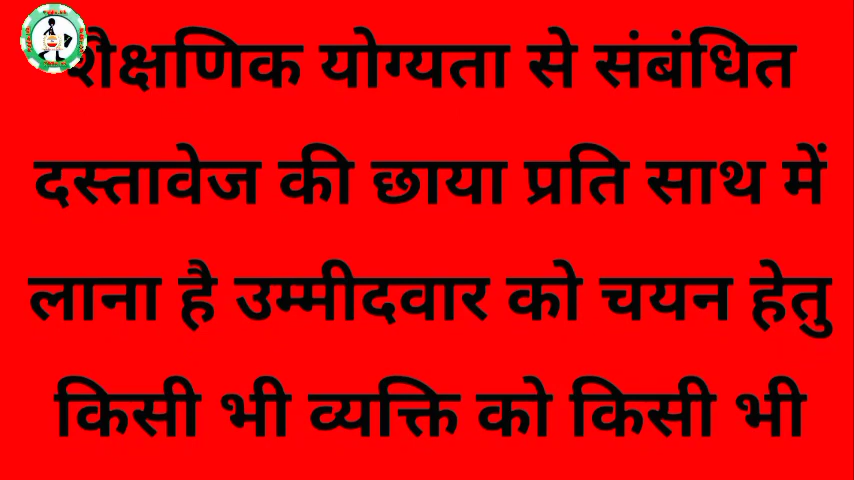 शैक्षणिक योग्यता से संबंधित
दस्तावेज की छाया प्रति साथ में
लाना है उम्मीदवार को चयन हेतु
किसी भी व्यक्ति को किसी भी